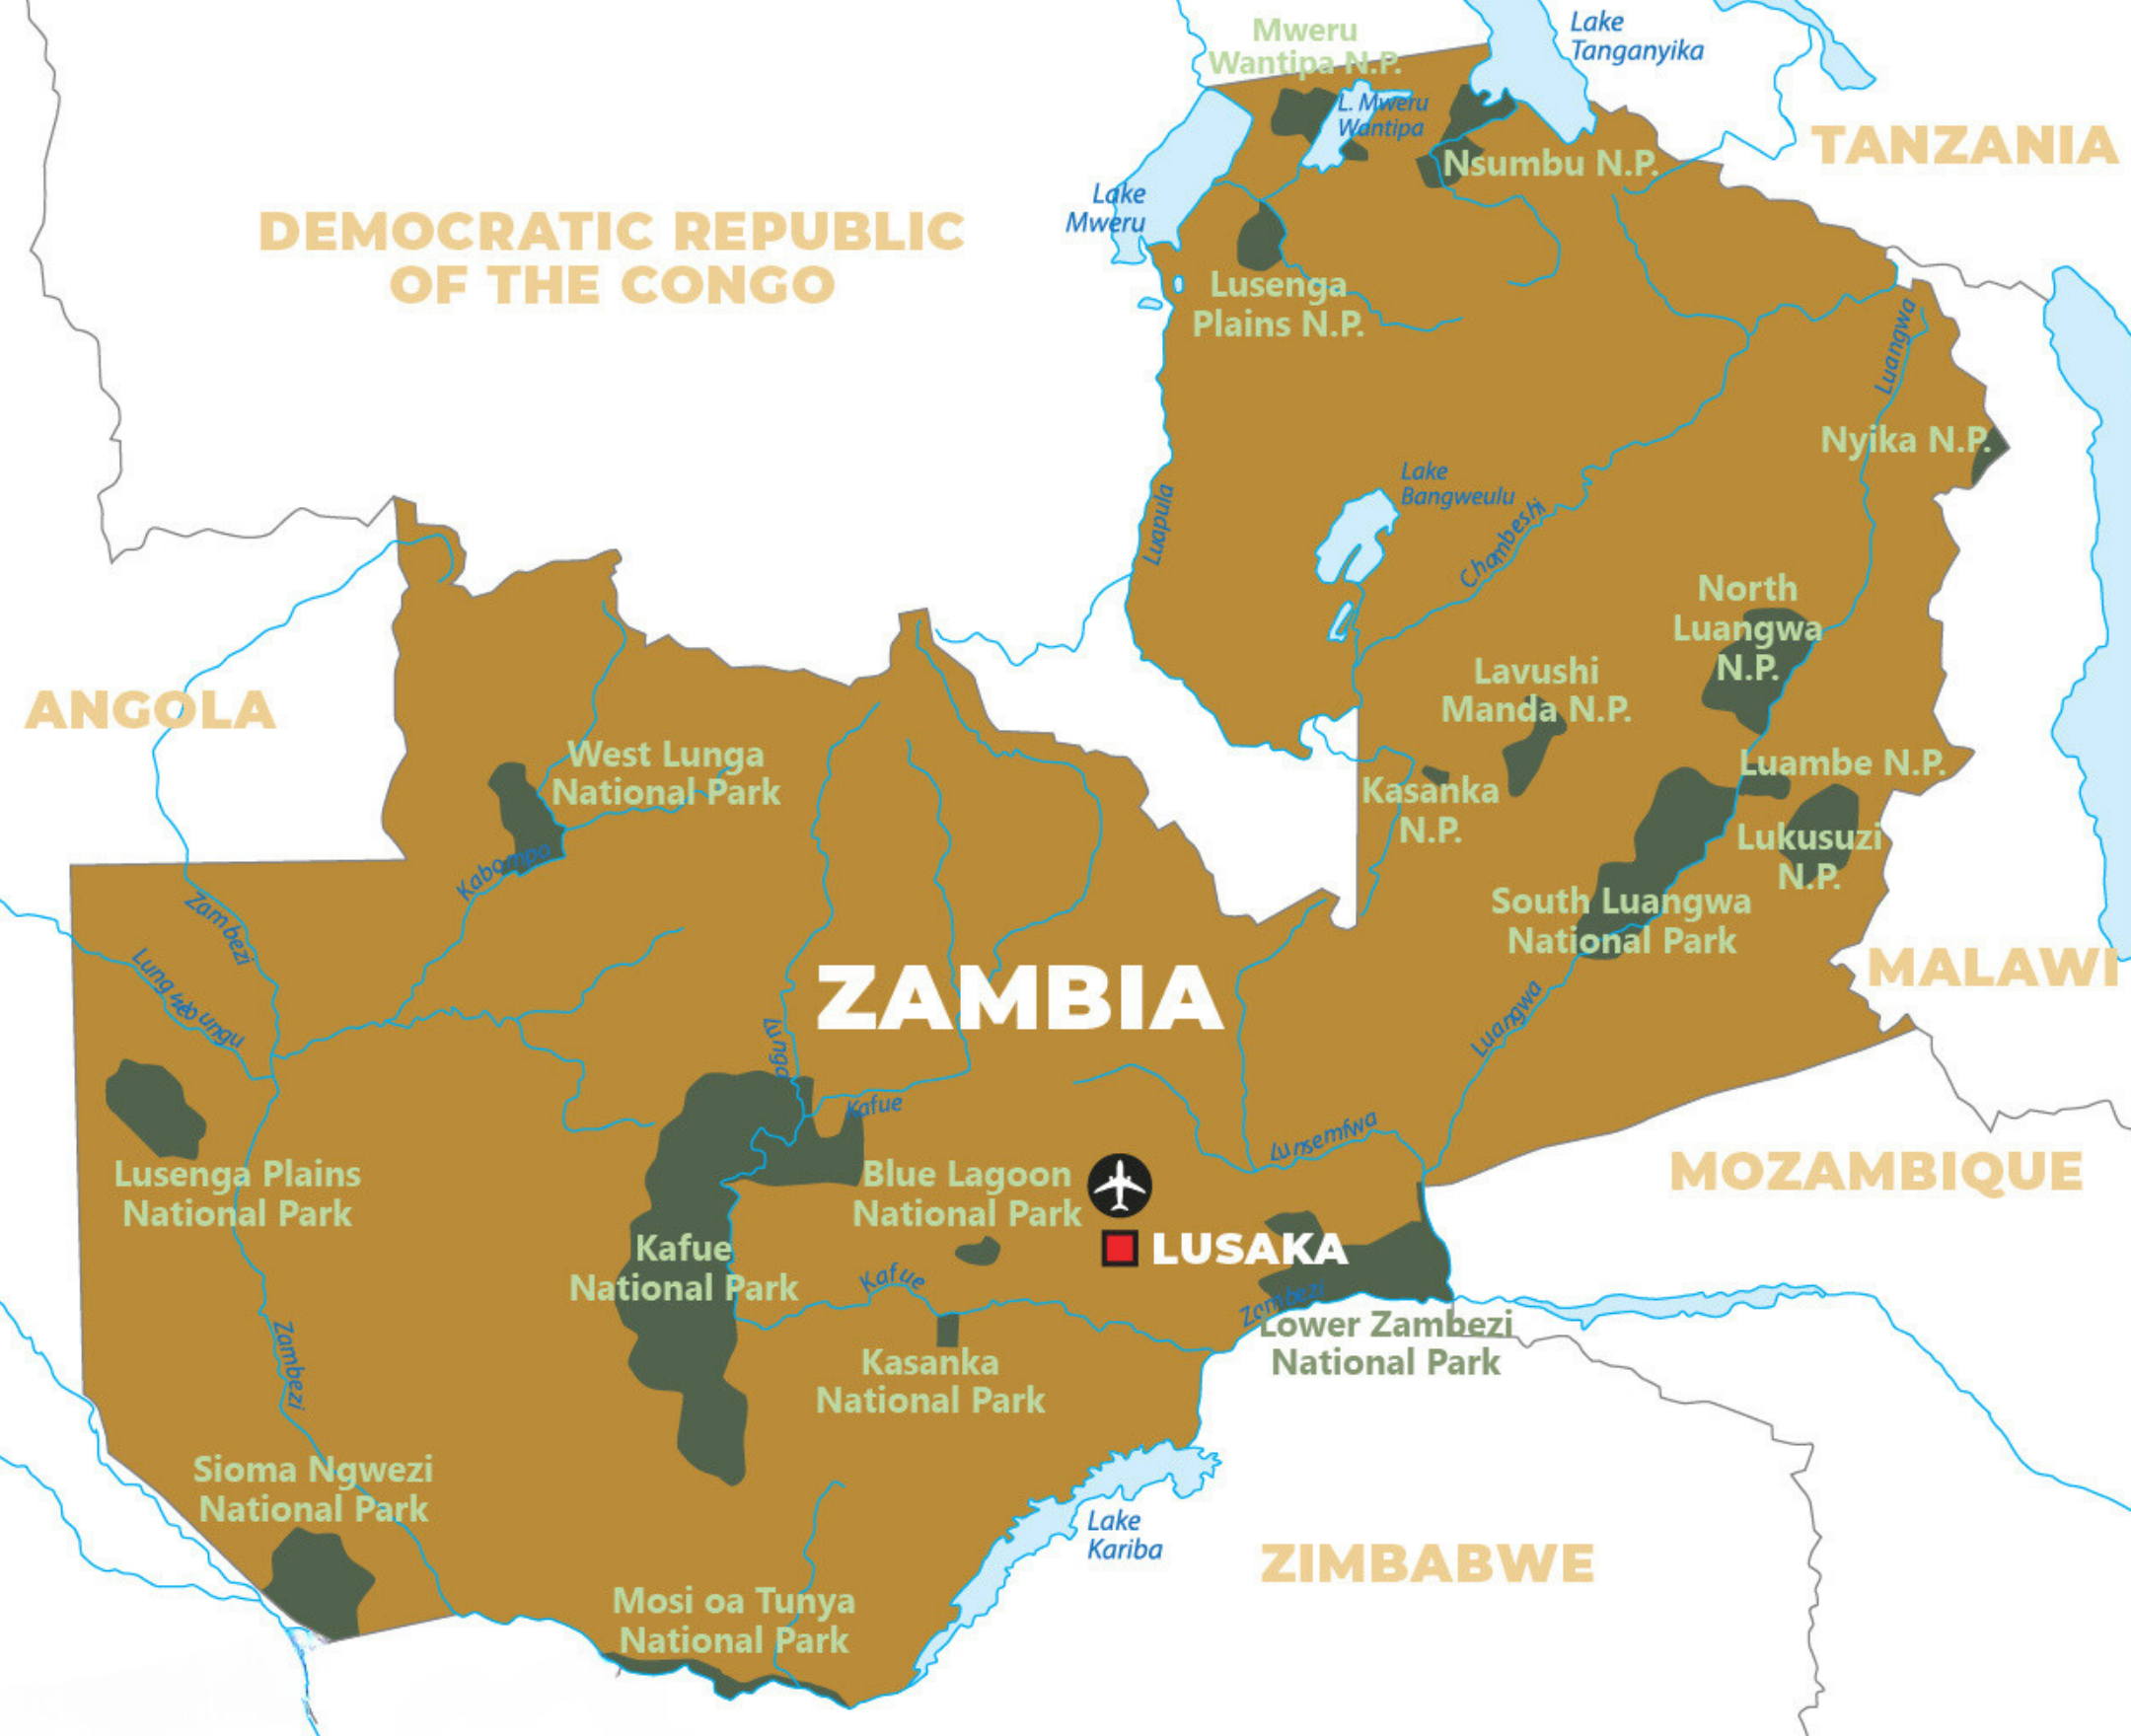 Mweru
Wantipa N.P.
Lake
Tanganyika
L. Mweru
Wantipa
TANZANIA
Nsumbu N.P.
Lake
Mweru
DEMOCRATIC REPUBLIC
OF THE CONGO
Lusenga
Plains N.P.
Luangwa
Nyika N.P.
Lake
Bangweulu
Luapula
Chambeshi
North
Luangwa
N.P.
Lavushi
Manda N.P.
ANGOLA
West Lunga
National Park
Luambe N.P.
Kasanka
N.P.
Lukusuzi
N.P.
Kabompo
Zambezi
South Luangwa
National Park
MALAWI
Lungwebungu
ZAMBIA
Luangwa
Lunga
Kafue
Lunsemfwa
MOZAMBIQUE
Lusenga Plains
National Park
Blue Lagoon
National Park
LUSAKA
Kafue
National Park
Kafue
Zambezi
Lower Zambezi
National Park
Zambezi
Kasanka
National Park
Sioma Ngwezi
National Park
Lake
Kariba
ZIMBABWE
Mosi oa Tunya
National Park